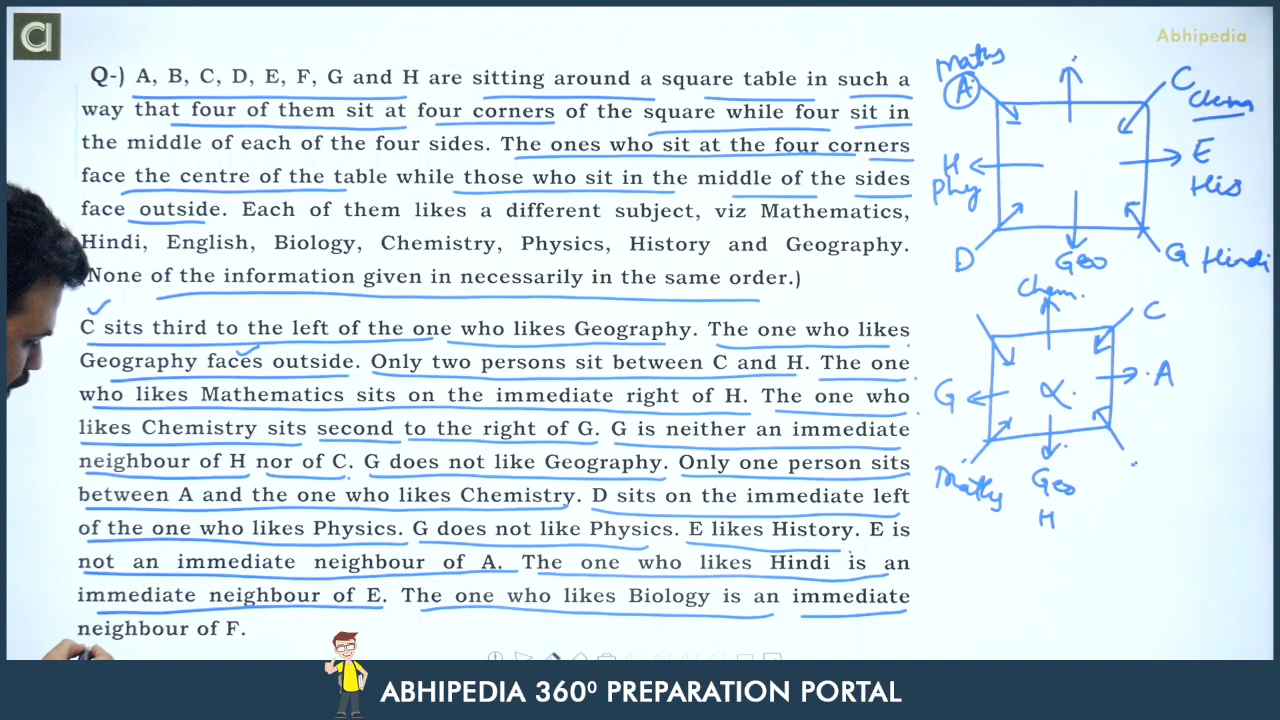 Abhipedia
Q-) A, B, C, D, E, F, G and H are sitting around a square table in such a
way that four of them sit at four corners of the square while four sit in
the middle of each of the four sides. The ones who sit at the four corners
face the centre of the table while those who sit in the middle of the sides
face outside. Each of them likes a different subject, viz Mathematics,
Hindi, English, Biology, Chemistry, Physics, History and Geography.
None of the information given in necessarily in the same order.)
C sits third to the left of the one who likes Geography. The one who likes
Geography faces outside. Only two persons sit between C and H. The one
who likes Mathematics sits on the immediate right of H. The one who
likes Chemistry sits second to the right of G. G is neither an immediate
neighbour of H nor of C. G does not like Geography. Only one person sits
between A and the one who likes Chemistry. D sits on the immediate left
of the one who likes Physics. G does not like Physics. E likes History. E is
not an immediate neighbour of A. The one who likes Hindi is an
immediate neighbour of E. The one who likes Biology is an immediate
neighbour of F.
Maths
A
C
Chem
H
Phy
E
His
D
Geo
G Hindi
Chem.
C
G
A
Maths
Geo
H
ABHIPEDIA 360⁰ PREPARATION PORTAL